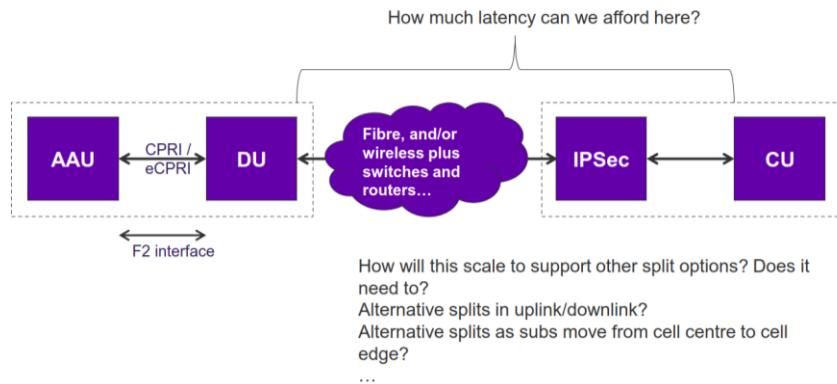 How much latency can we afford here?
AAU
CPRI /
eCPRI
DU
Fibre, and/or
wireless plus
switches and
routers…
IPSec
CU
F2 interface
How will this scale to support other split options? Does it
need to?
Alternative splits in uplink/downlink?
Alternative splits as subs move from cell centre to cell
edge?
…